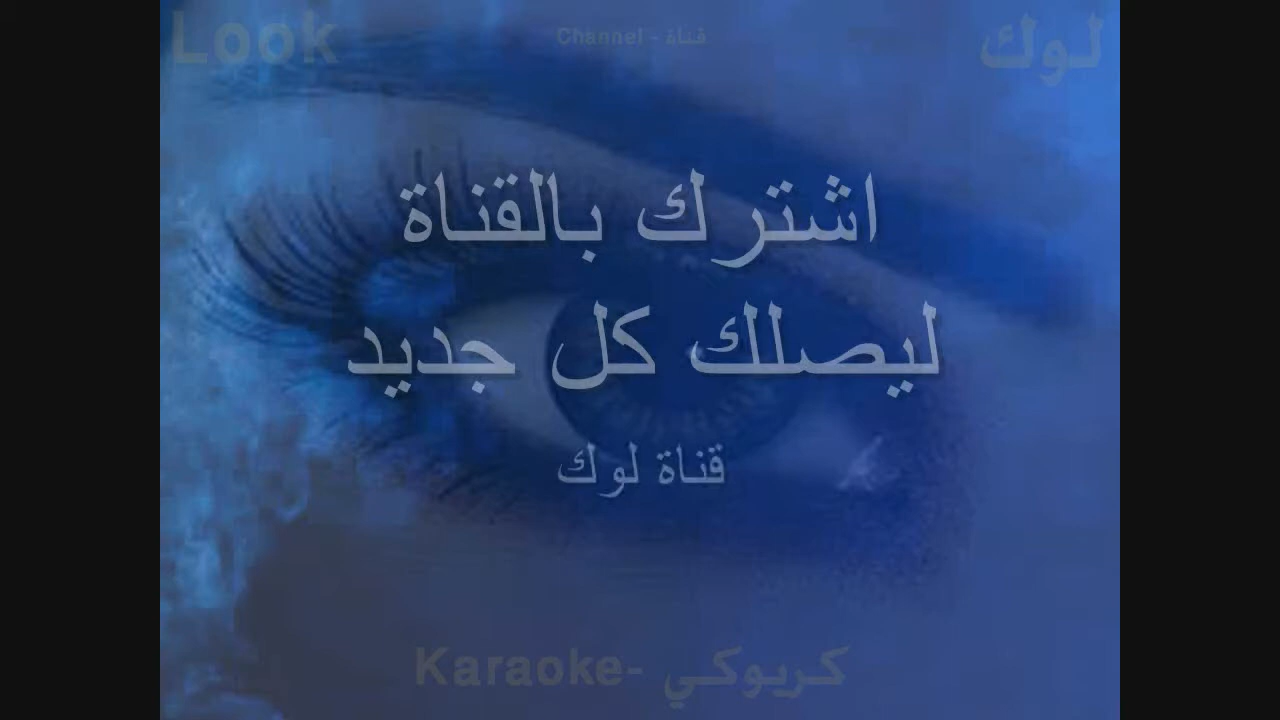 Look
قناة - Channel
لوك
اشترك بالقناة
ليصلك كل جديد
قناة لوك
Karaoke- كريوكي